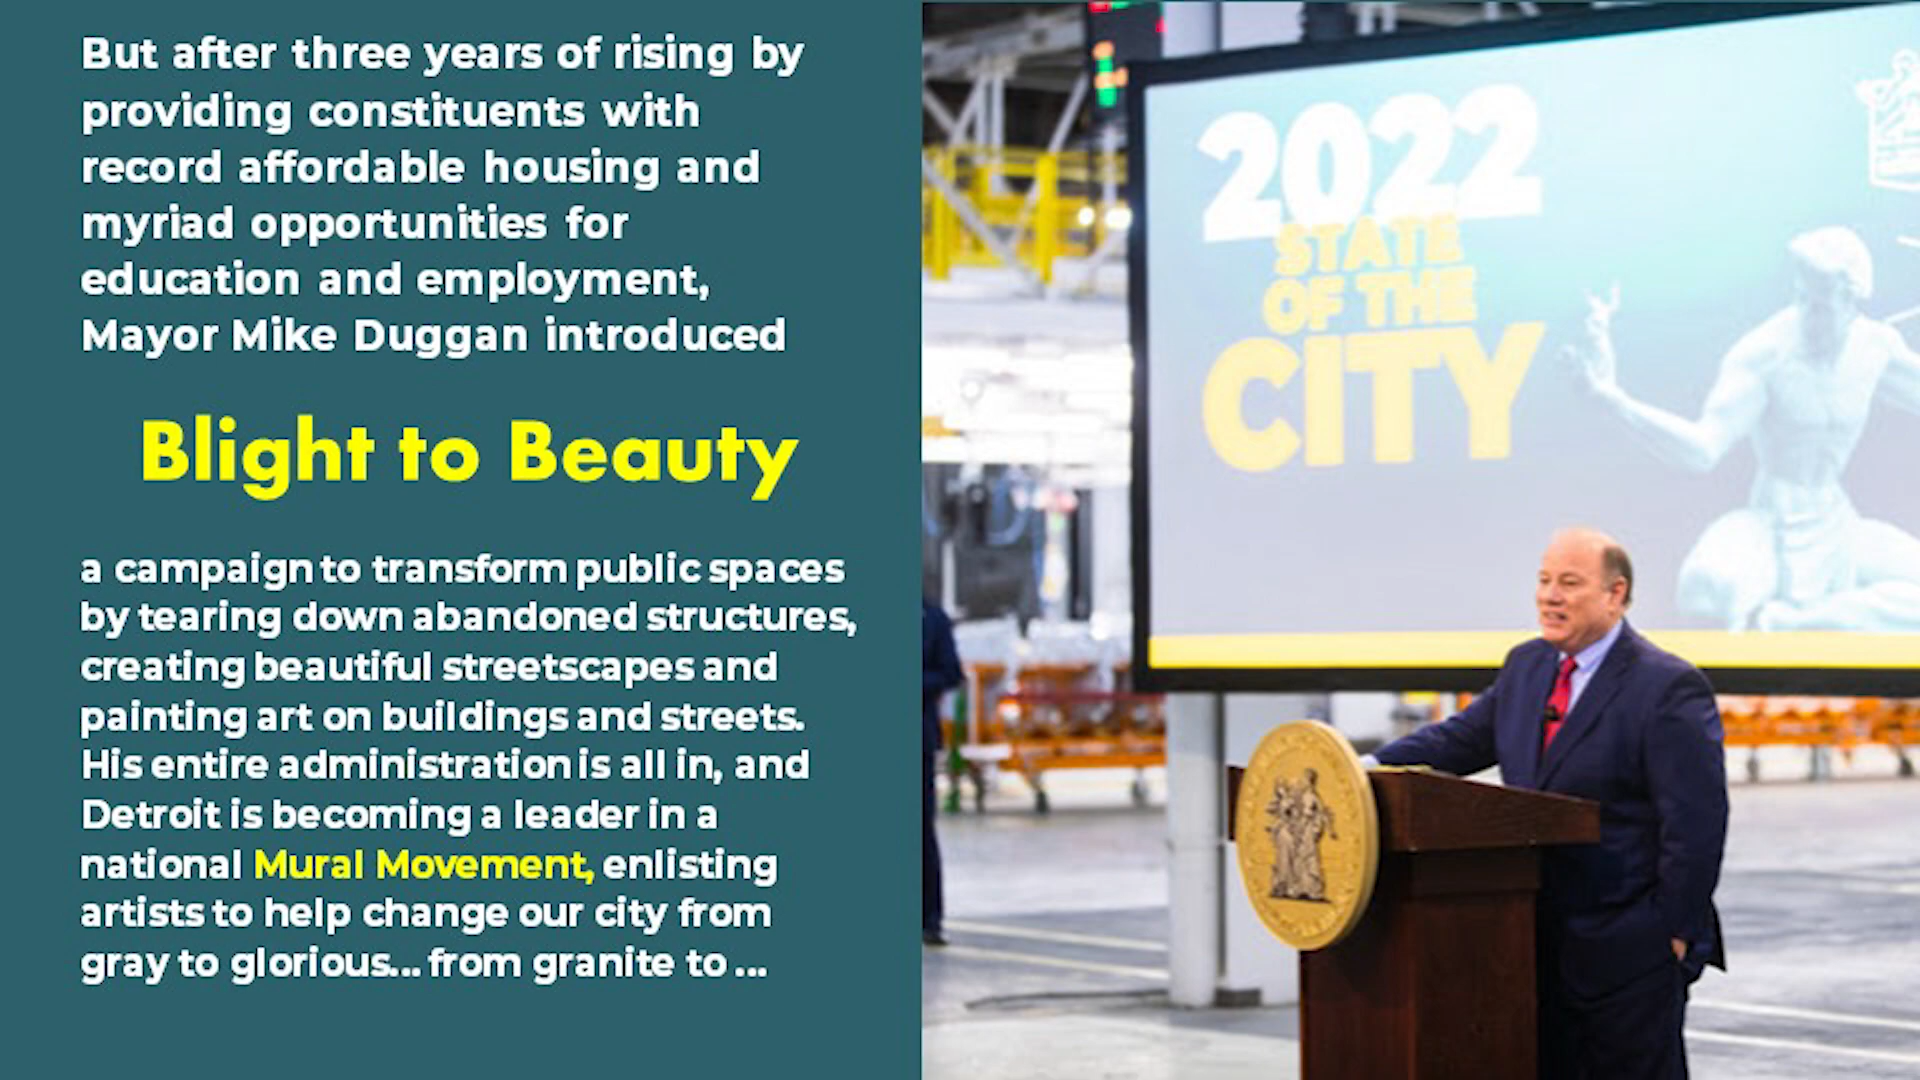 But after three years of rising by
providing constituents with
record affordable housing and
myriad opportunities for
education and employment,
Mayor Mike Duggan introduced
Blight to Beauty
a campaign to transform public spaces
by tearing down abandoned structures,
creating beautiful streetscapes and
painting art on buildings and streets.
His entire administration is all in, and
Detroit is becoming a leader in a
national Mural Movement, enlisting
artists to help change our city from
gray to glorious... from granite to ...
2022
STATE
OF THE
CITY